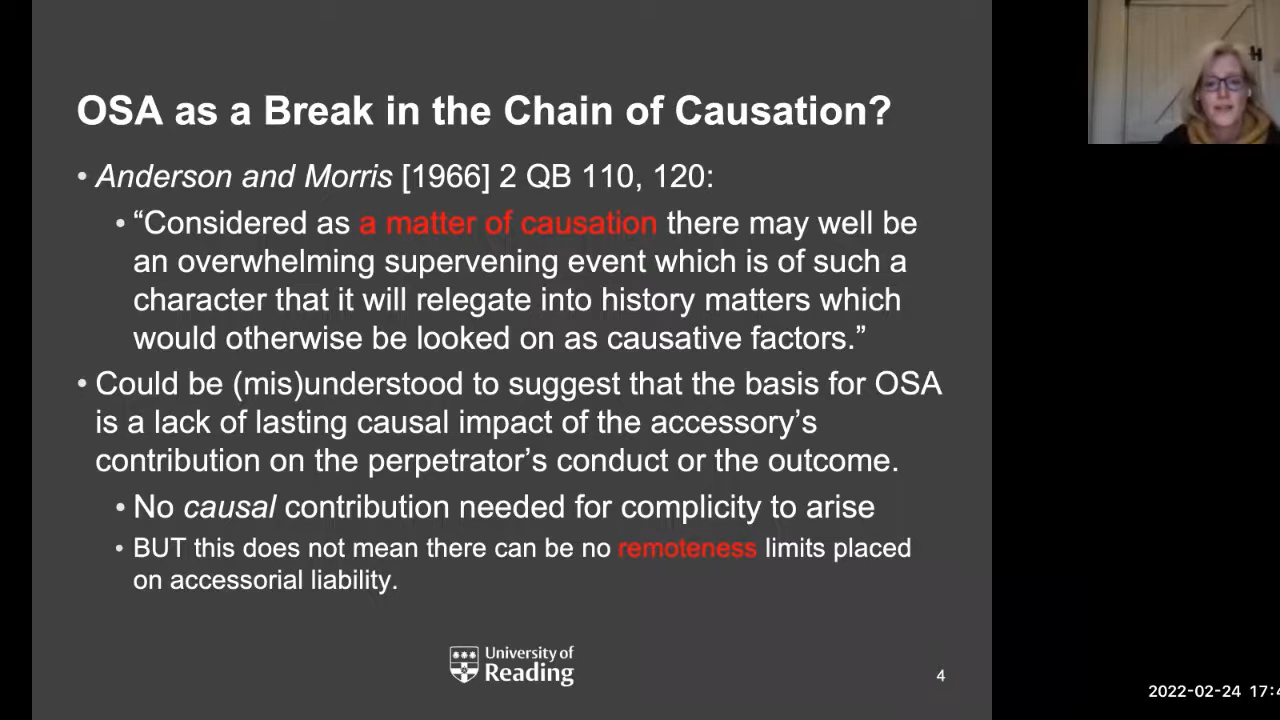 OSA as a Break in the Chain of Causation?
• Anderson and Morris [1966] 2 QB 110, 120:
• “Considered as a matter of causation there may well be
an overwhelming supervening event which is of such a
character that it will relegate into history matters which
would otherwise be looked on as causative factors.”
• Could be (mis)understood to suggest that the basis for OSA
is a lack of lasting causal impact of the accessory’s
contribution on the perpetrator’s conduct or the outcome.
• No causal contribution needed for complicity to arise
• BUT this does not mean there can be no remoteness limits placed
on accessorial liability.
University of
Reading
4
2022-02-24 17:4